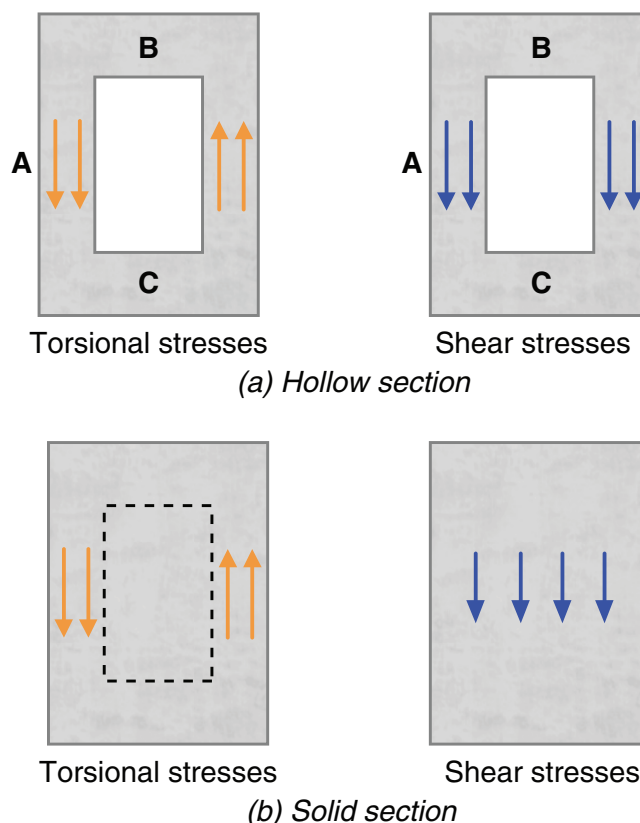 B
B
A
A
C
C
Torsional stresses
Shear stresses
(a) Hollow section
Torsional stresses
Shear stresses
(b) Solid section